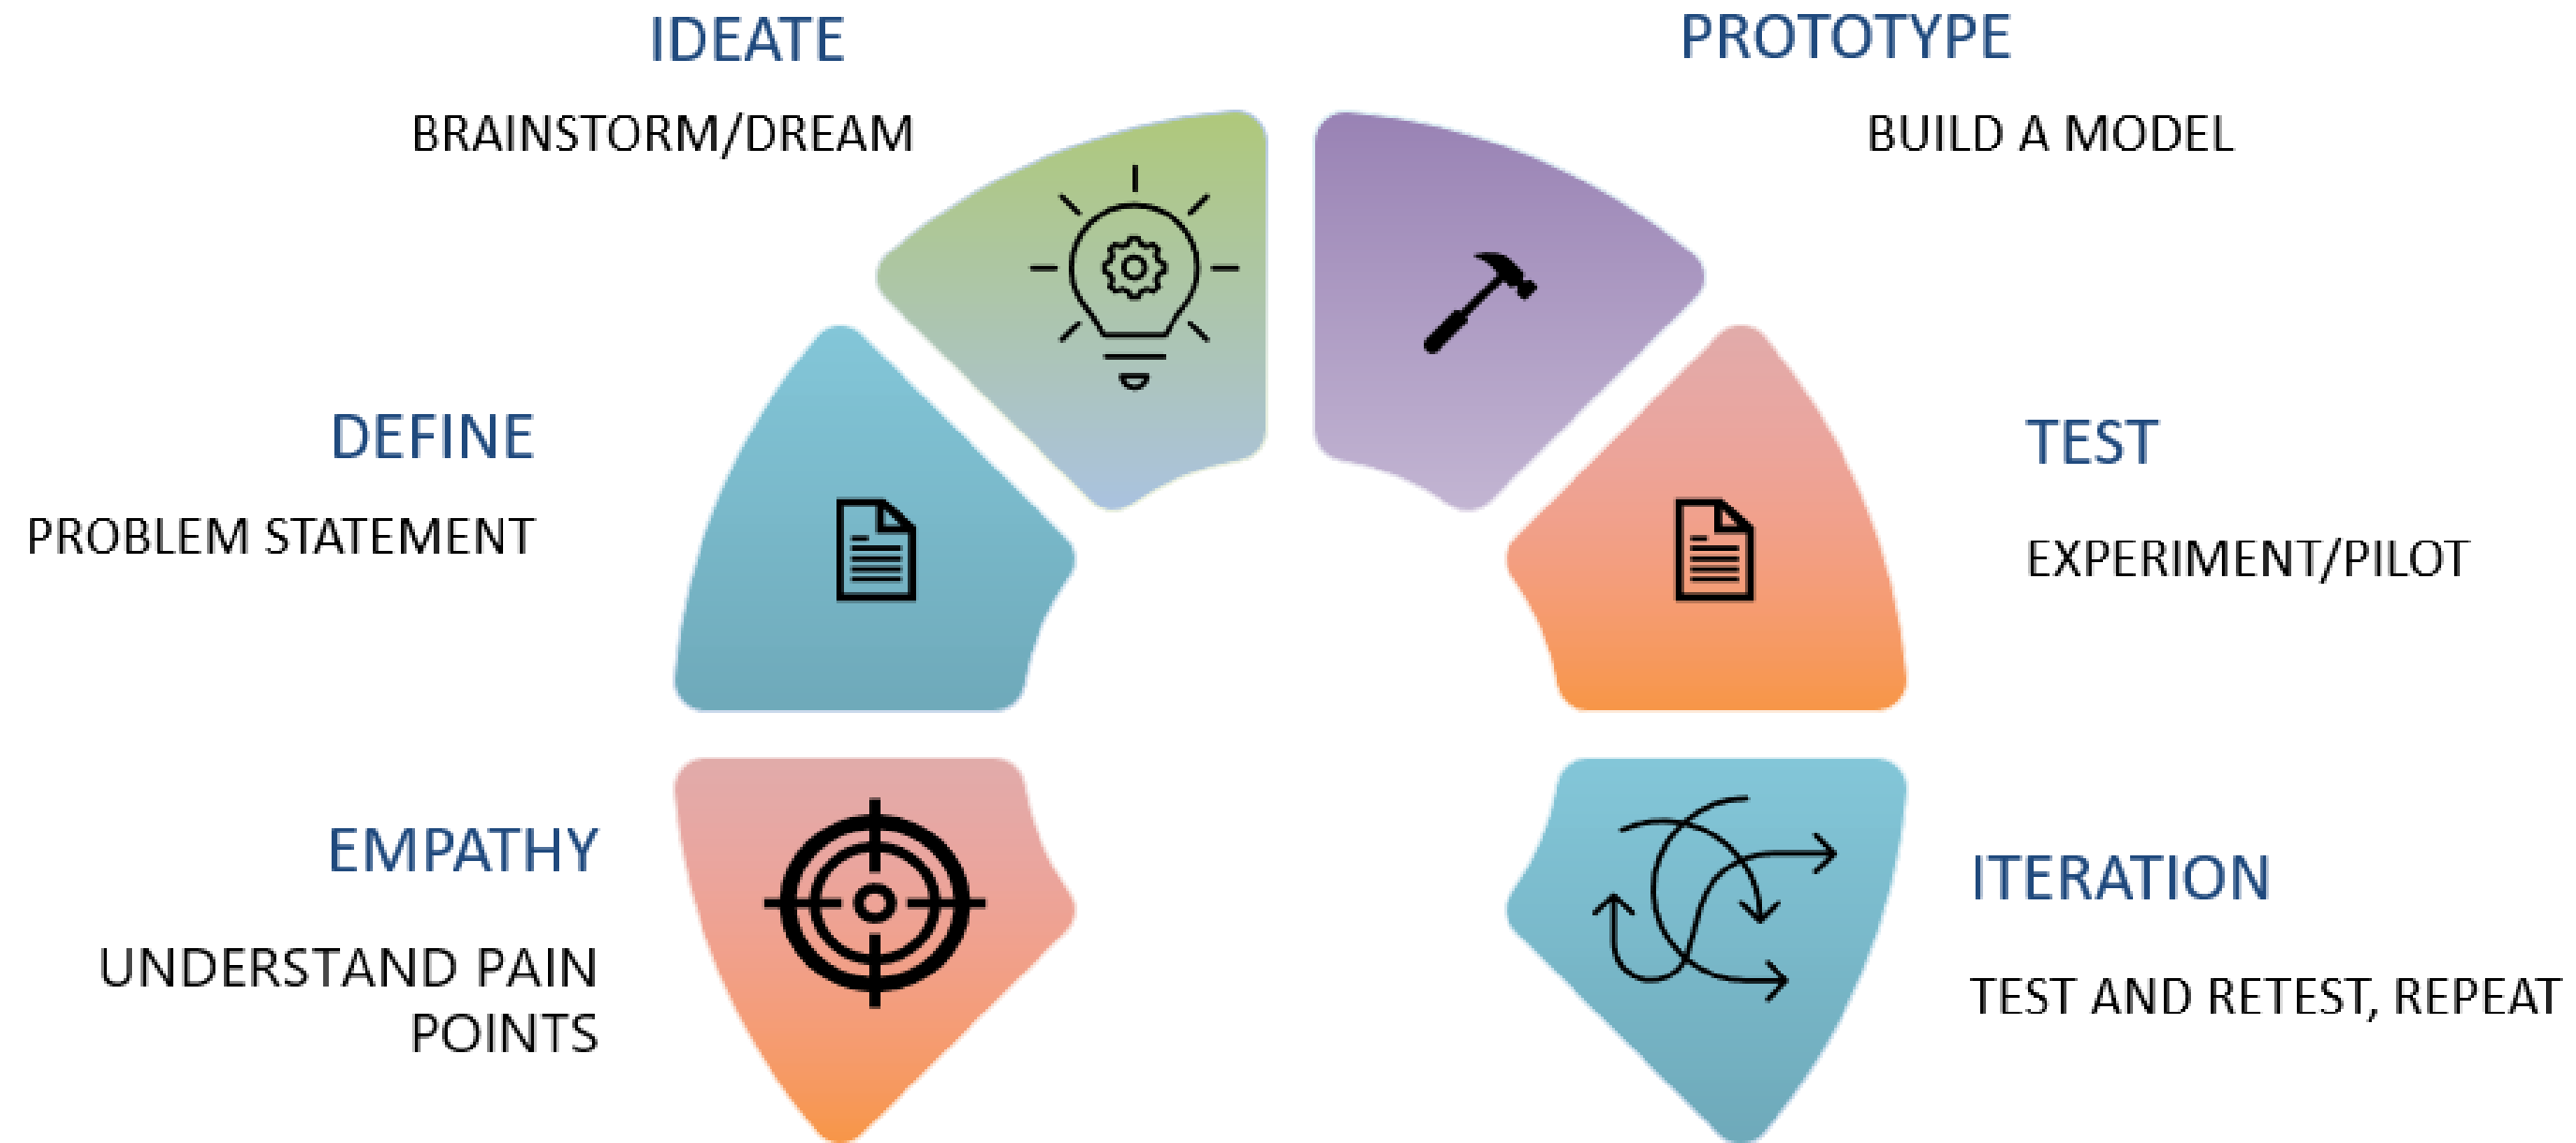 IDEATE
BRAINSTORM/DREAM
PROTOTYPE
BUILD A MODEL
DEFINE
PROBLEM STATEMENT
TEST
EXPERIMENT/PILOT
EMPATHY
UNDERSTAND PAIN
POINTS
ITERATION
TEST AND RETEST, REPEAT